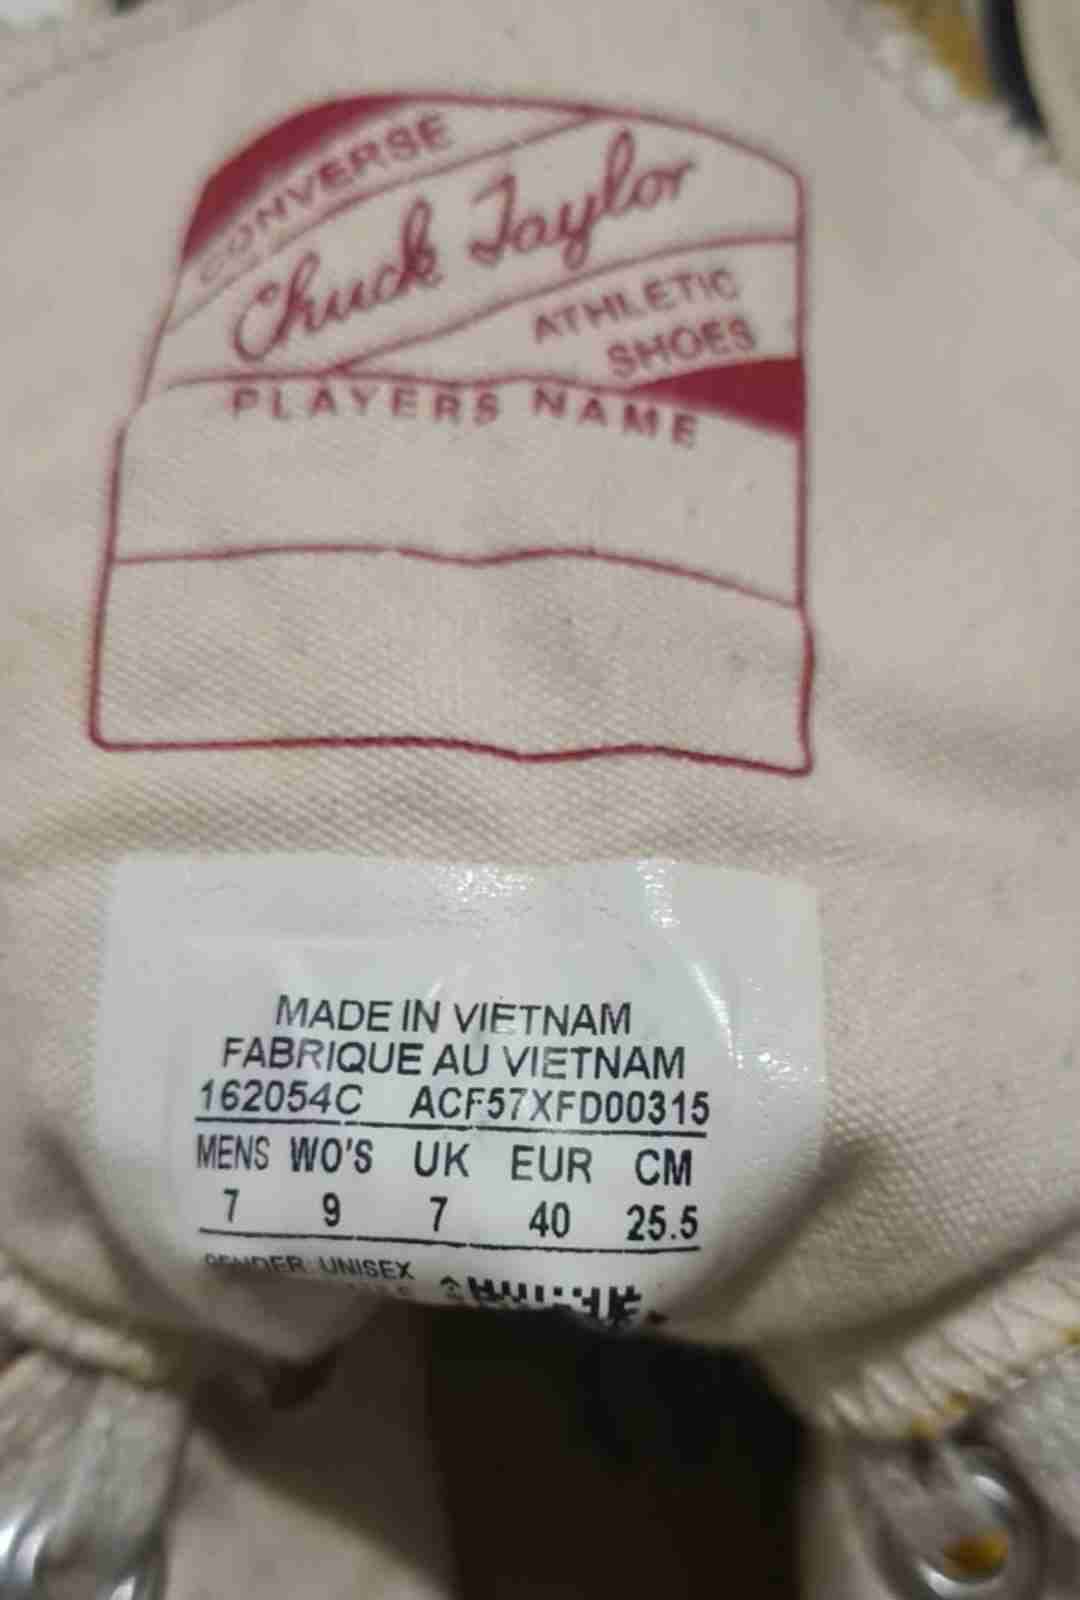 CONVERSE
Chuck Taylor
ATHLETIC
SHOES
PLAYERS NAME
MADE IN VIETNAM
FABRIQUE AU VIETNAM
162054C ACF57XFD00315
MENS WO'S UK EUR CM
7 9 7 40 25.5
GENDER UNISEX